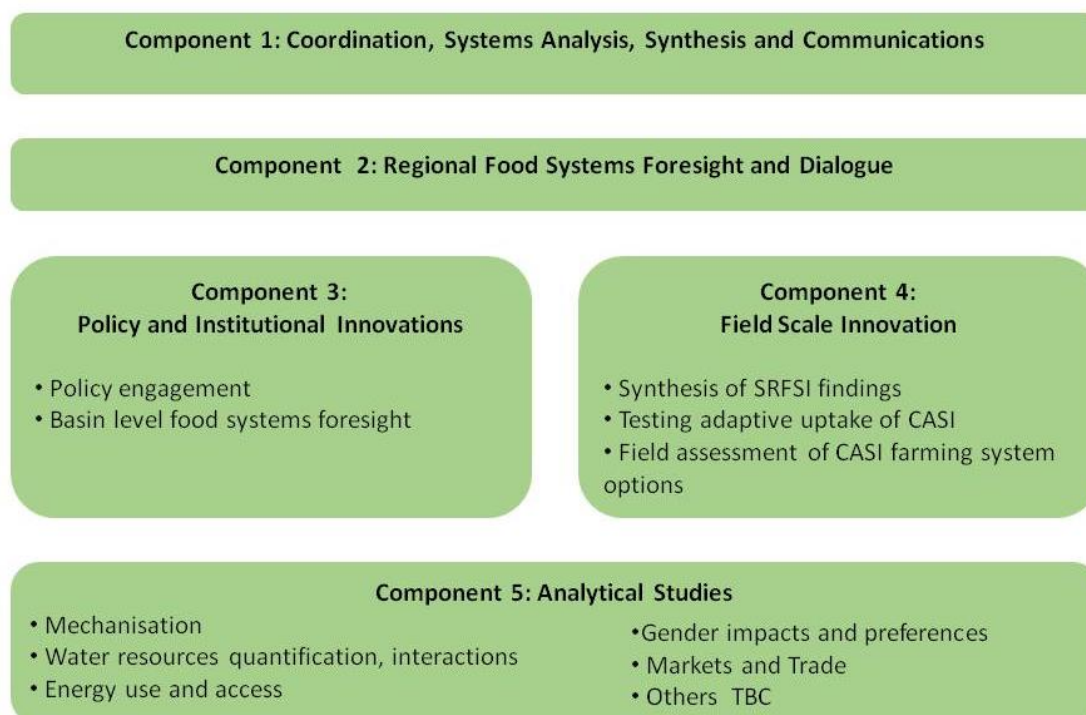 Component 1: Coordination, Systems Analysis, Synthesis and Communications
Component 2: Regional Food Systems Foresight and Dialogue
Component 3:
Policy and Institutional Innovations
• Policy engagement
• Basin level food systems foresight
Component 4:
Field Scale Innovation
• Synthesis of SRFSI findings
• Testing adaptive uptake of CASI
• Field assessment of CASI farming system
options
Component 5: Analytical Studies
• Mechanisation
• Water resources quantification, interactions
• Energy use and access
•Gender impacts and preferences
• Markets and Trade
• Others TBC